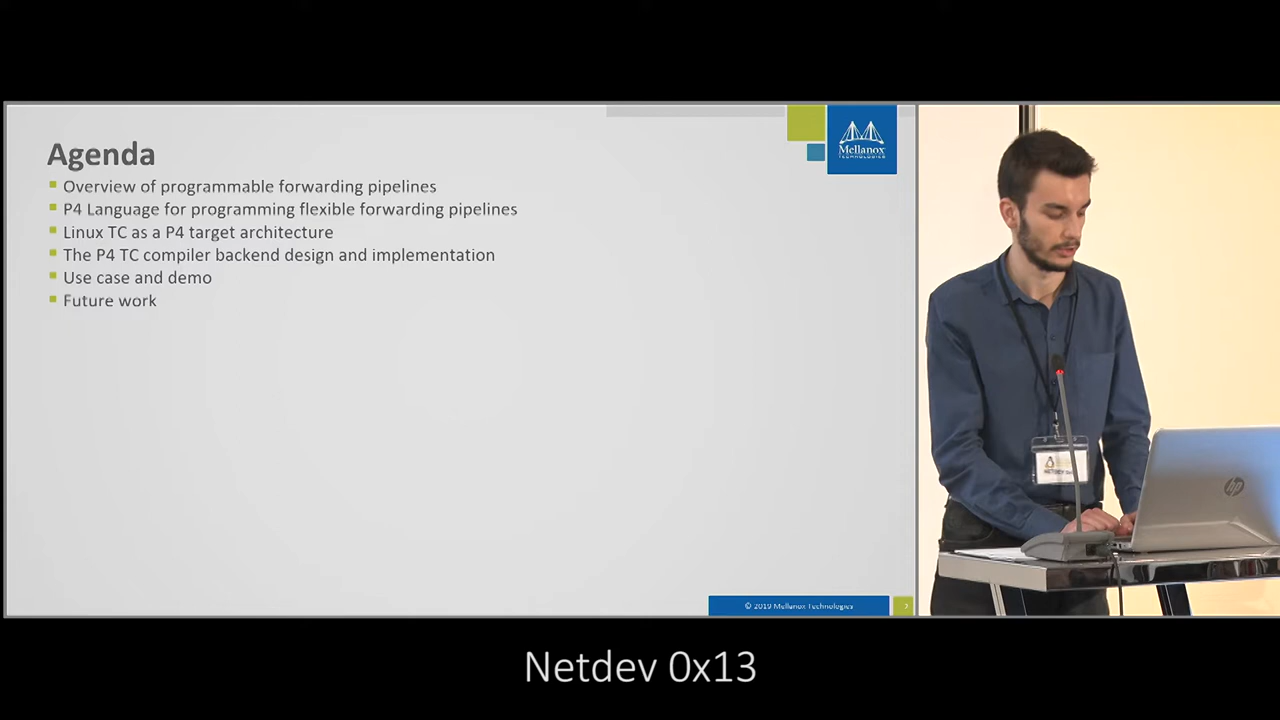 Agenda
Overview of programmable forwarding pipelines
P4 Language for programming flexible forwarding pipelines
Linux TC as a P4 target architecture
The P4 TC compiler backend design and implementation
Use case and demo
Future work
Mellanox
TECHNOLOGIES
© 2019 Mellanox Technologies
3
hp
Netdev 0x13